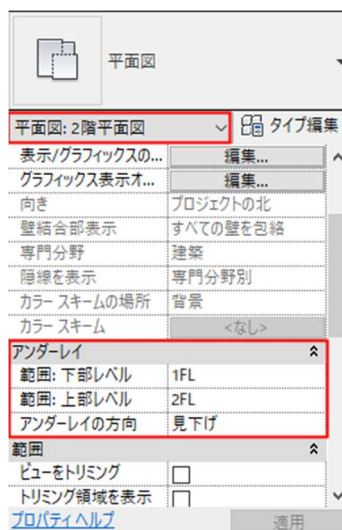 平面図
平面図: 2階平面図 タイプ編集
表示/グラフィックスの... 編集...
グラフィックス表示オ... 編集...
向き プロジェクトの北
壁結合部表示 すべての壁を包絡
専門分野 建築
隠線を表示 専門分野別
カラー スキームの場所 背景
カラー スキーム <なし>
アンダーレイ
範囲: 下部レベル 1FL
範囲: 上部レベル 2FL
アンダーレイの方向 見下げ
範囲
ビューをトリミング
トリミング領域を表示
プロパティ ヘルプ 適用